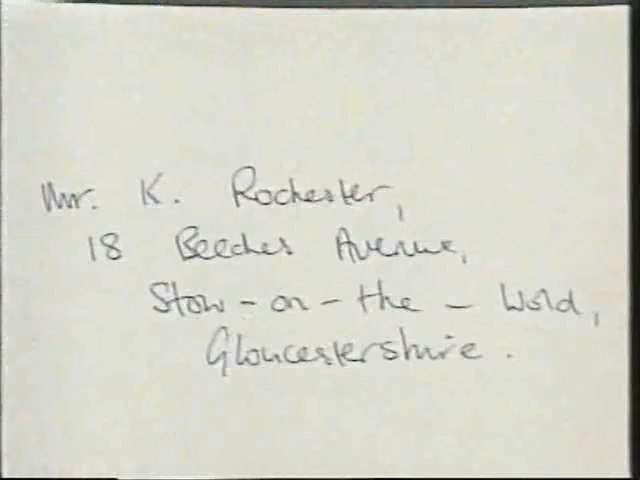 Mr. K. Rochester,
18 Beeches Avenue,
Stow-on-the-Wold,
Gloucestershire.